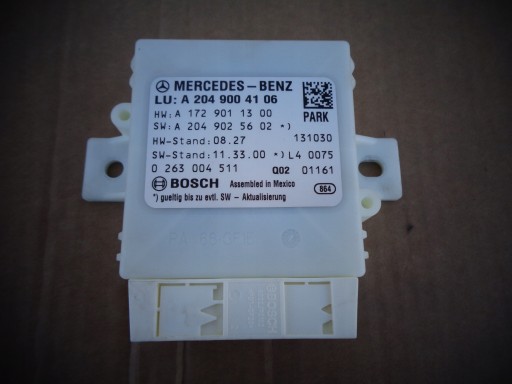 MERCEDES-BENZ
LU: A 204 900 41 06
HW: A 172 901 13 00
PARK
SW: A 204 902 56 02 *)
HW-Stand: 08.27
131030
SW-Stand: 11.33.00 *) L4 0075
0 263 004 511 Q02 01161
BOSCH Assembled in Mexico 864
*) gueltig bis zu evtl. SW - Aktualisierung